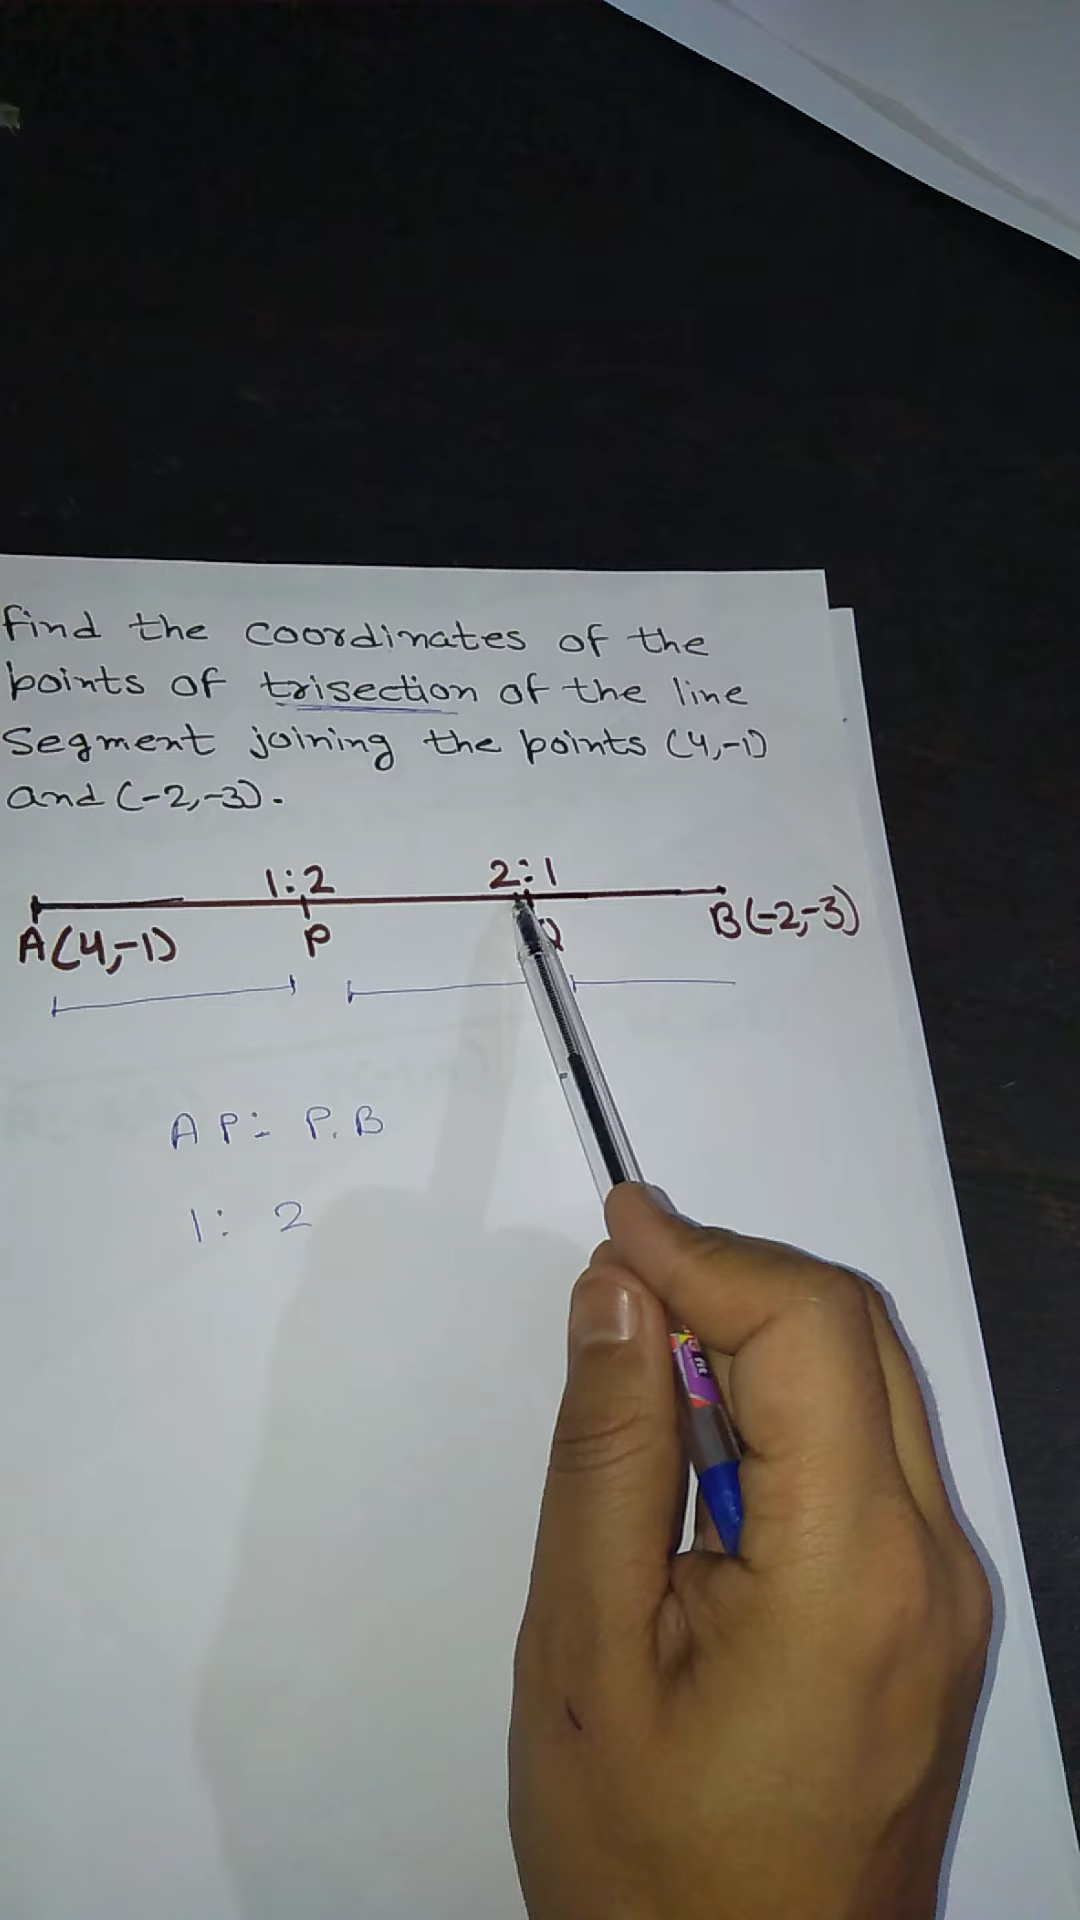 find the coordinates of the
points of trisection of the line
Segment joining the points (4,-1)
and (-2,-3).
1:2 2:1
A(4,-1) P Q B(-2,-3)
AP: P.B
1: 2